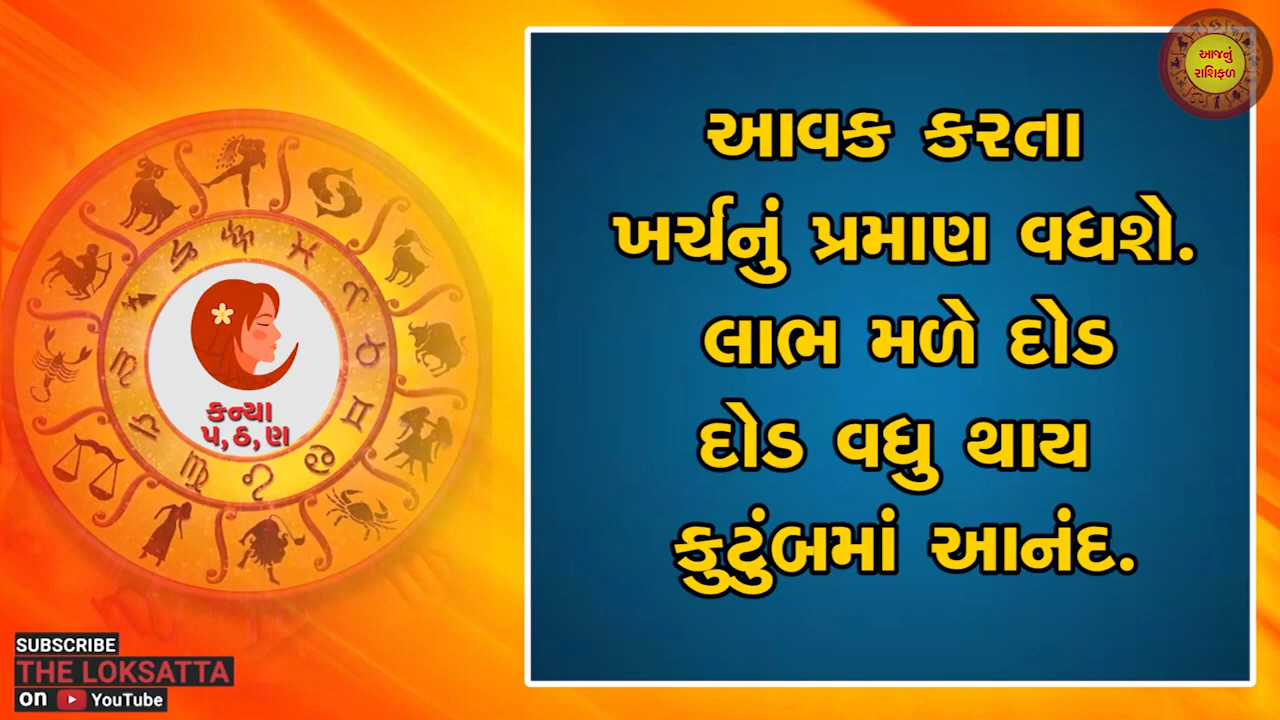 આજનું
રાશિફળ
આવક કરતા
ખર્ચનું પ્રમાણ વધશે.
લાભ મળે દોડ
દોડ વધુ થાય
કુટુંબમાં આનંદ.
કન્યા
પ, ઠ, ણ
SUBSCRIBE
THE LOKSATTA
on YouTube